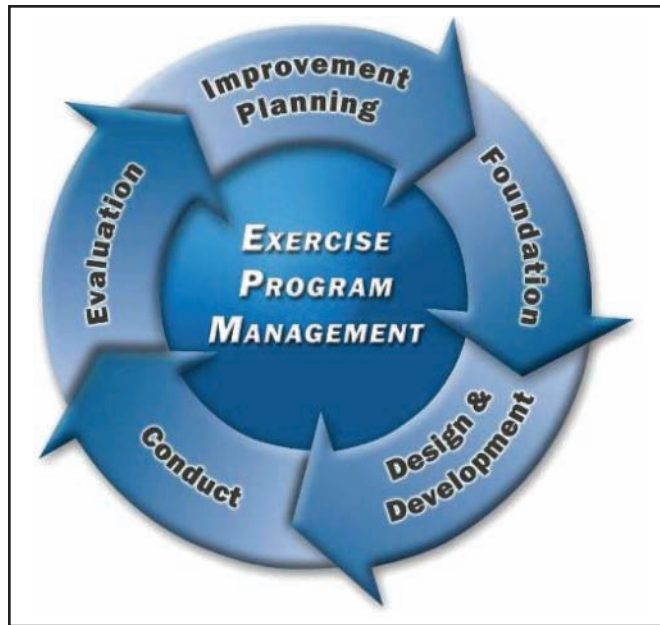 Improvement
Planning
Foundation
Design &
Development
Conduct
Evaluation
EXERCISE
PROGRAM
MANAGEMENT